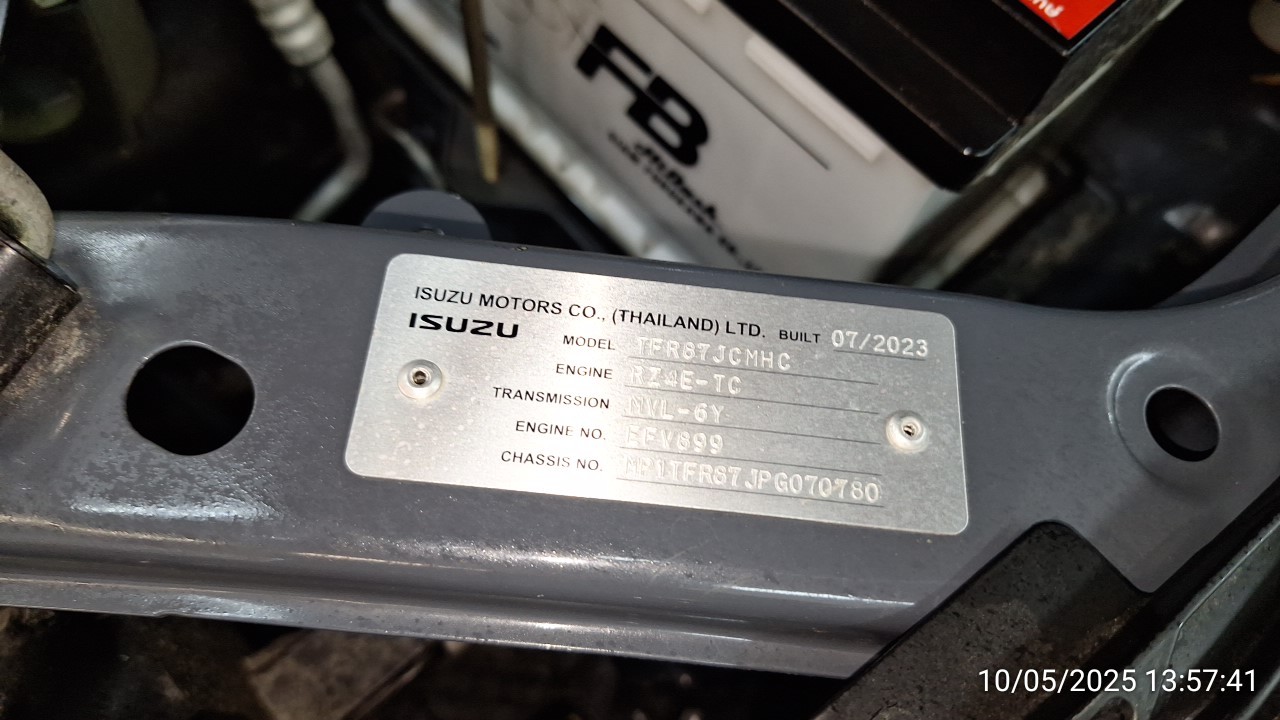 FB
ISUZU MOTORS CO., (THAILAND) LTD. BUILT 07/2023
ISUZU
MODEL TFR87JCMHC
ENGINE RZ4E-TC
TRANSMISSION MVL-6Y
ENGINE NO.
CHASSIS NO. MP1TFR87JPG070780
10/05/2025 13:57:41